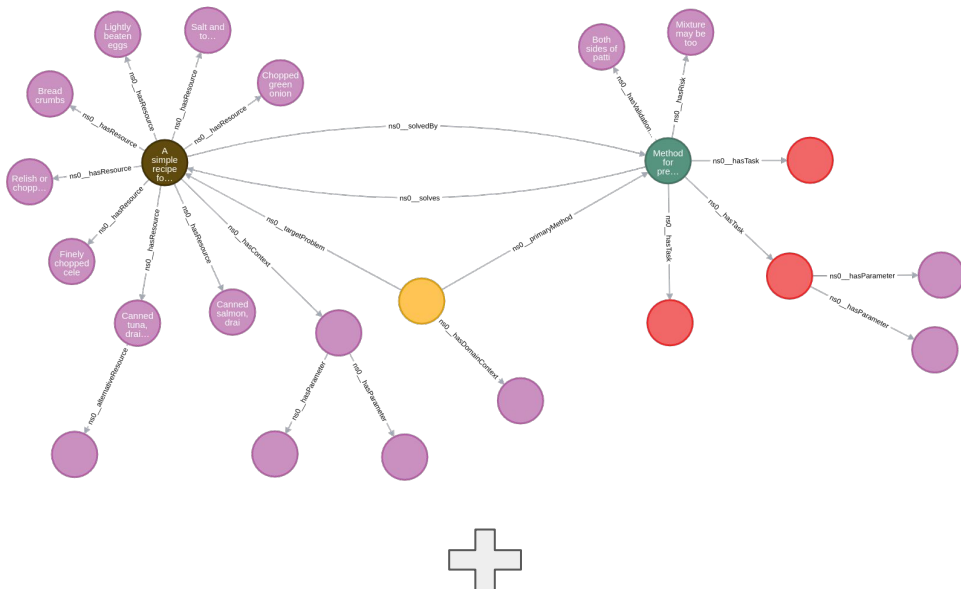 Lightly
beaten
eggs
Salt and
to…
Chopped
green
onion
Bread
crumbs
Relish or
chopp…
Finely
chopped
cele
Canned
tuna,
drai…
Canned
salmon,
drai
A
simple
recipe
fo…
Both
sides of
patti
Mixture
may be
too
Method
for
pre…
ns0__hasResource
ns0__hasResource
ns0__hasResource
ns0__hasResource
ns0__hasResource
ns0__hasResource
ns0__hasResource
ns0__hasResource
ns0__hasContext
ns0__targetProblem
ns0__solvedBy
ns0__solves
ns0__primaryMethod
ns0__hasValidation
ns0__hasRisk
ns0__hasTask
ns0__hasTask
ns0__hasTask
ns0__hasParameter
ns0__hasParameter
ns0__hasDomainContext
ns0__hasParameter
ns0__hasParameter
ns0__alternativeResource